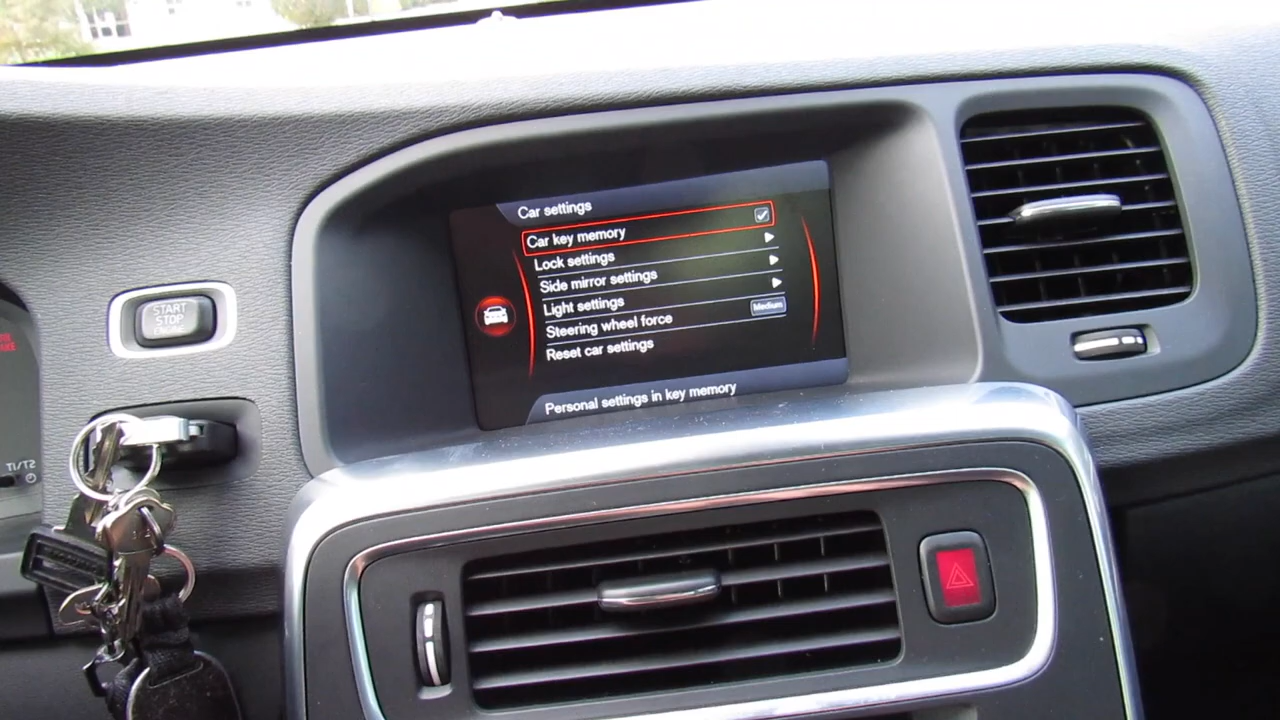 Car settings
Car key memory
Lock settings
Side mirror settings
Light settings
Steering wheel force Medium
Reset car settings
Personal settings in key memory
START
STOP
ENGINE